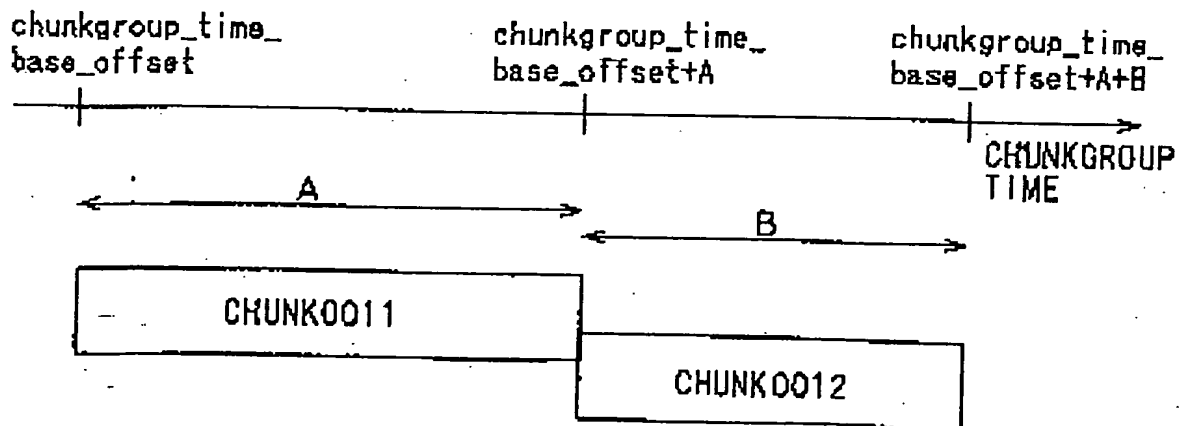 chunkgroup_time_
base_offset
chunkgroup_time_
base_offset+A
chunkgroup_time_
base_offset+A+B
CHUNKGROUP
TIME
A
B
CHUNK0011
CHUNK0012